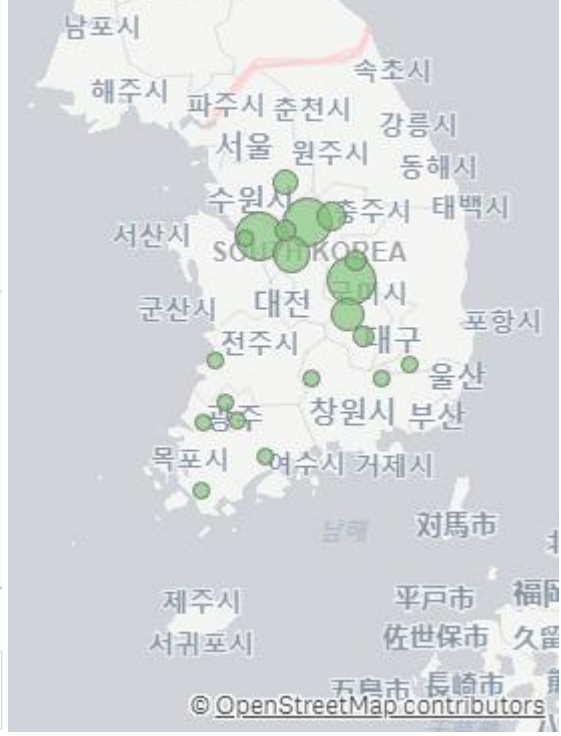 남포시
속초시
해주시
파주시 춘천시
강릉시
서울 원주시
동해시
수원시
충주시 태백시
서산시
SOUTH KOREA
구미시
군산시 대전
포항시
전주시 대구
울산
광주 창원시 부산
목포시 여수시 거제시
남해 対馬市
제주시 平戸市 福岡
서귀포시 佐世保市 久留
五島市 長崎市
© OpenStreetMap contributors